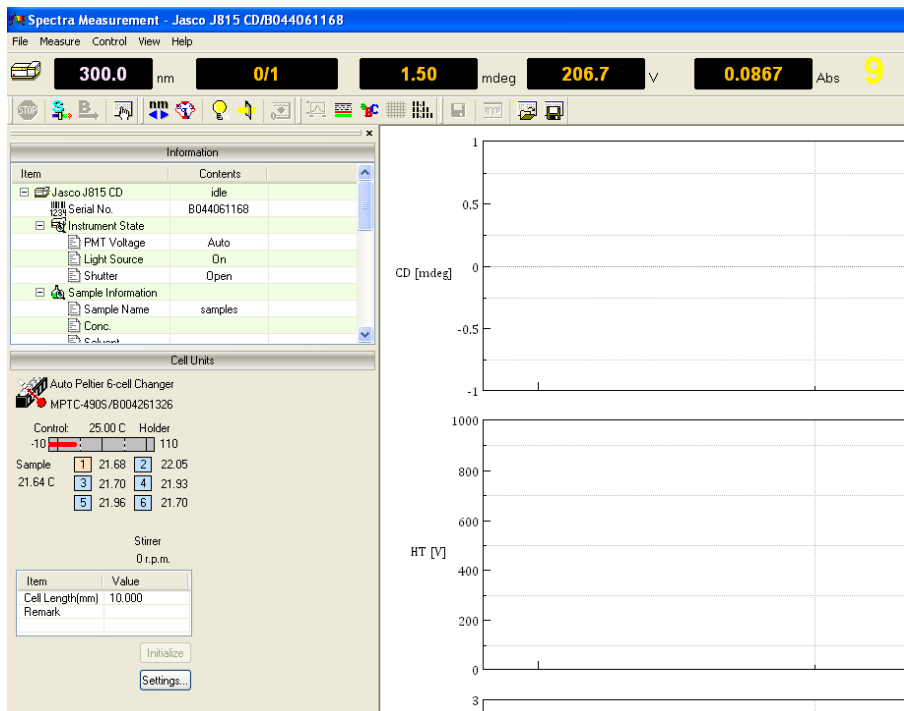 Spectra Measurement - Jasco J815 CD/B044061168
File Measure Control View Help
300.0 nm 0/1 1.50 mdeg 206.7 V 0.0867 Abs 9
STOP S B nm BC
Information
Item Contents
Jasco J815 CD idle
1234 Serial No. B044061168
Instrument State
PMT Voltage Auto
Light Source On
Shutter Open
Sample Information
Sample Name samples
Conc.
Solvent
Cell Units
Auto Peltier 6-cell Changer
MPTC-490S/B004261326
Control: 25.00 C Holder
-10 110
Sample 1 21.68 2 22.05
21.64 C 3 21.70 4 21.93
5 21.96 6 21.70
Stirrer
0 r.p.m.
Item Value
Cell Length(mm) 10.000
Remark
Initialize
Settings...
1
0.5
CD [mdeg] 0
-0.5
-1
1000
800
600
HT [V]
400
200
0
3